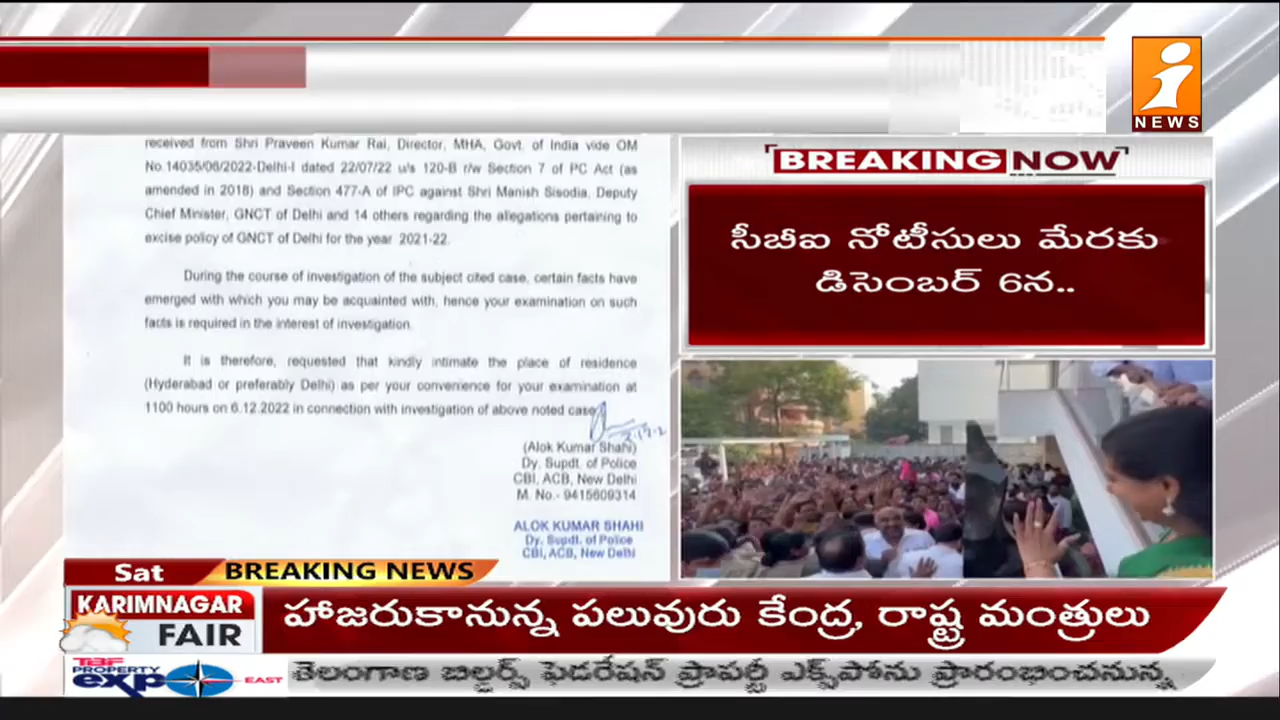 i
NEWS
received from Shri Praveen Kumar Rai, Director, MHA, Govt. of India vide OM
No.14035/06/2022-Delhi-I dated 22/07/22 u/s 120-B r/w Section 7 of PC Act (as
amended in 2018) and Section 477-A of IPC against Shri Manish Sisodia, Deputy
Chief Minister, GNCT of Delhi and 14 others regarding the allegations pertaining to
excise policy of GNCT of Delhi for the year 2021-22.
During the course of investigation of the subject cited case, certain facts have
emerged with which you may be acquainted with, hence your examination on such
facts is required in the interest of investigation.
It is therefore, requested that kindly intimate the place of residence
(Hyderabad or preferably Delhi) as per your convenience for your examination at
1100 hours on 6.12.2022 in connection with investigation of above noted case.
(Alok Kumar Shahi)
Dy. Supdt. of Police
CBI, ACB, New Delhi
M. No.- 9415609314
ALOK KUMAR SHAHI
Dy. Supdt. of Police
CBI, ACB, New Delhi
BREAKING NOW
సీబీఐ నోటీసులు మేరకు
డిసెంబర్ 6న..
Sat
BREAKING NEWS
KARIMNAGAR
FAIR
హాజరుకానున్న పలువురు కేంద్ర, రాష్ట్ర మంత్రులు
TBF
PROPERTY
expo
EAST
తెలంగాణ బిల్డర్స్ ఫెడరేషన్ ప్రాపర్టీ ఎక్స్‌పోను ప్రారంభించనున్న